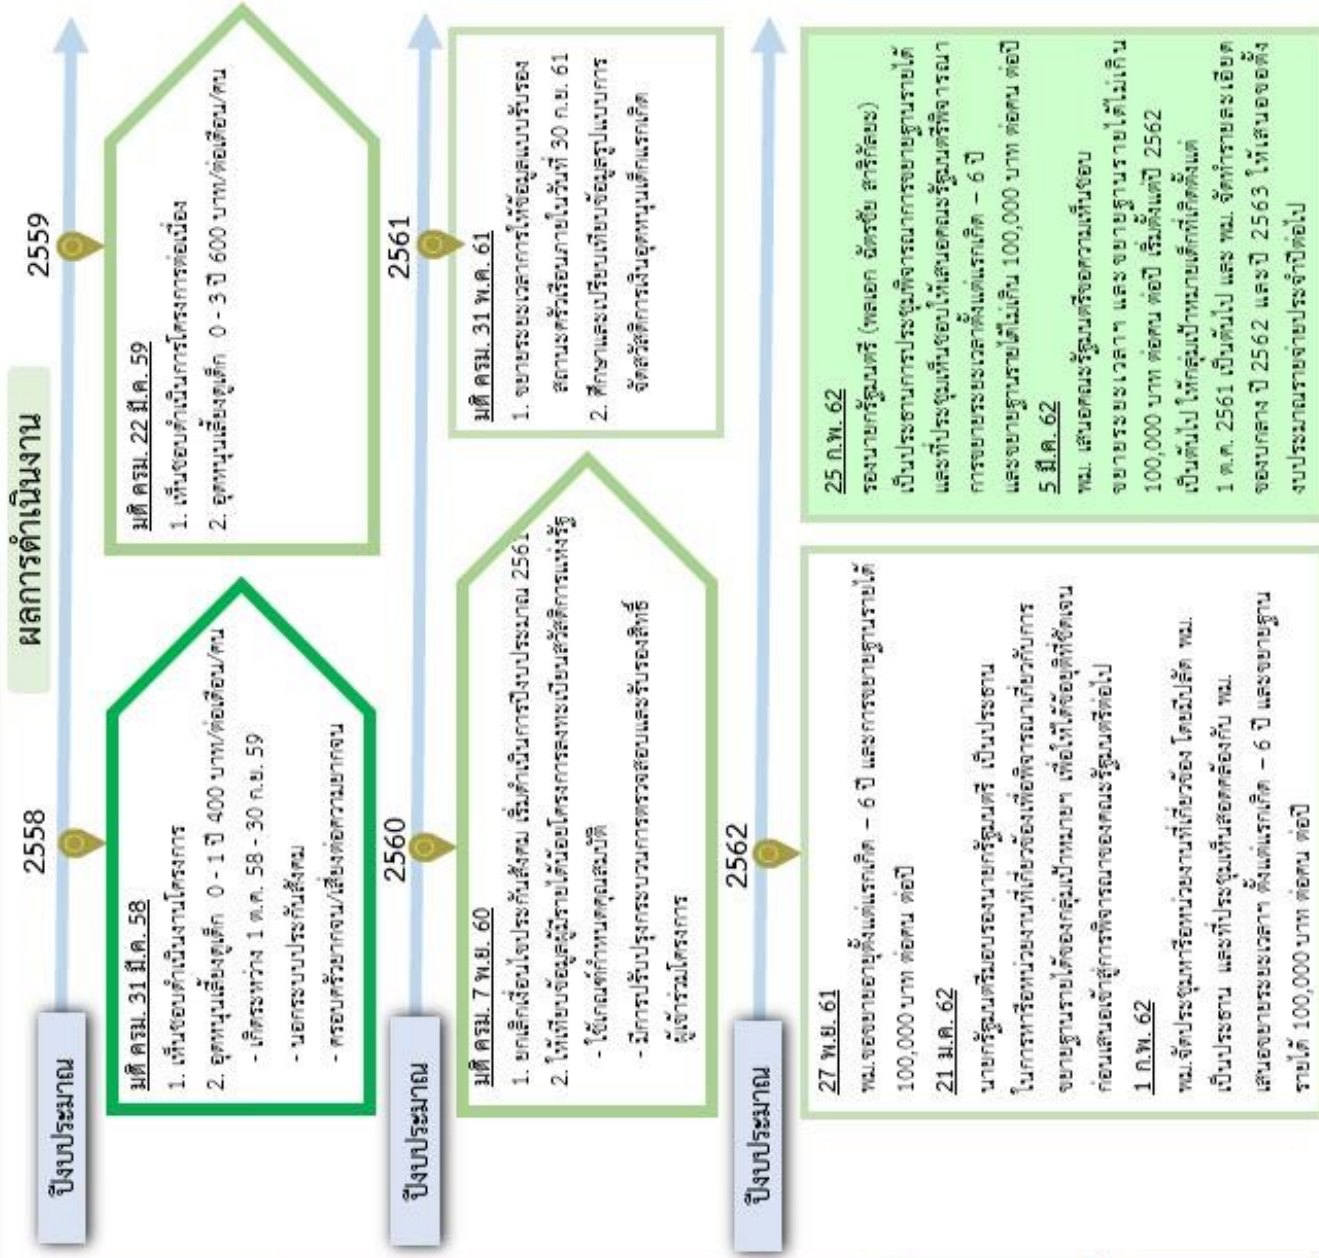 ผลการดำเนินงาน
ปีงบประมาณ
2558
2559
มติ ครม. 31 มี.ค. 58
1. เห็นชอบดำเนินงานโครงการ
2. อุดหนุนเลี้ยงดูเด็ก 0 - 1 ปี 400 บาท/ต่อเดือน/คน
- เกิดระหว่าง 1 ต.ค. 58 - 30 ก.ย. 59
- นอกระบบประกันสังคม
- ครอบครัวยากจน/เสี่ยงต่อความยากจน
มติ ครม. 22 มี.ค. 59
1. เห็นชอบดำเนินการโครงการต่อเนื่อง
2. อุดหนุนเลี้ยงดูเด็ก 0 - 3 ปี 600 บาท/ต่อเดือน/คน
ปีงบประมาณ
2560
2561
มติ ครม. 7 พ.ย. 60
1. ยกเลิกเงื่อนไขประกันสังคม เริ่มดำเนินการปีงบประมาณ 2561
2. ให้เทียบข้อมูลผู้มีรายได้น้อยโครงการลงทะเบียนสวัสดิการแห่งรัฐ
- ใช้เกณฑ์กำหนดคุณสมบัติ
- มีการปรับปรุงกระบวนการตรวจสอบและรับรองสิทธิ์
ผู้เข้าร่วมโครงการ
มติ ครม. 31 พ.ค. 61
1. ขยายระยะเวลาการให้ข้อมูลแบบรับรอง
สถานะครัวเรือนภายในวันที่ 30 ก.ย. 61
2. ศึกษาและเปรียบเทียบข้อมูลรูปแบบการ
จัดสวัสดิการเงินอุดหนุนเด็กแรกเกิด
ปีงบประมาณ
2562
27 พ.ย. 61
พม.ขอขยายอายุตั้งแต่แรกเกิด – 6 ปี และการขยายฐานรายได้
100,000 บาท ต่อคน ต่อปี
21 ม.ค. 62
นายกรัฐมนตรีมอบรองนายกรัฐมนตรี เป็นประธาน
ในการหารือหน่วยงานที่เกี่ยวข้องเพื่อพิจารณาเกี่ยวกับการ
ขยายฐานรายได้ของกลุ่มเป้าหมายฯ เพื่อให้ได้ข้อยุติที่ชัดเจน
ก่อนเสนอเข้าสู่การพิจารณาของคณะรัฐมนตรีต่อไป
1 ก.พ. 62
พม.จัดประชุมหารือหน่วยงานที่เกี่ยวข้อง โดยมีปลัด พม.
เป็นประธาน และที่ประชุมเห็นสอดคล้องกับ พม.
เสนอขยายระยะเวลาฯ ตั้งแต่แรกเกิด – 6 ปี และขยายฐาน
รายได้ 100,000 บาท ต่อคน ต่อปี
25 ก.พ. 62
รองนายกรัฐมนตรี (พลเอก ฉัตรชัย สาริกัลยะ)
เป็นประธานการประชุมพิจารณาการขยายฐานรายได้
และที่ประชุมเห็นชอบให้เสนอคณะรัฐมนตรีพิจารณา
การขยายระยะเวลาตั้งแต่แรกเกิด – 6 ปี
และขยายฐานรายได้ไม่เกิน 100,000 บาท ต่อคน ต่อปี
5 มี.ค. 62
พม. เสนอคณะรัฐมนตรีขอความเห็นชอบ
ขยายระยะเวลาฯ และขยายฐานรายได้ไม่เกิน
100,000 บาท ต่อคน ต่อปี เริ่มตั้งแต่ปี 2562
เป็นต้นไป ให้กลุ่มเป้าหมายเด็กที่เกิดตั้งแต่
1 ต.ค. 2561 เป็นต้นไป และ พม. จัดทำรายละเอียด
ของบกลาง ปี 2562 และปี 2563 ให้เสนอขอตั้ง
งบประมาณรายจ่ายประจำปีต่อไป